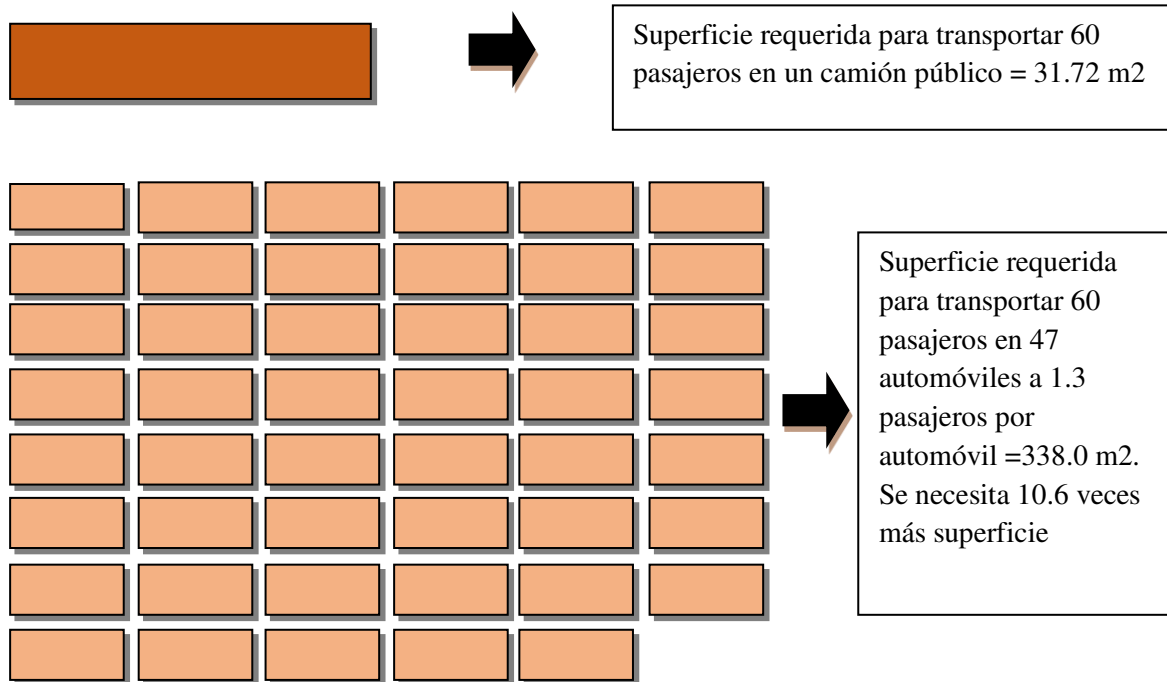 Superficie requerida para transportar 60
pasajeros en un camión público = 31.72 m2
Superficie requerida
para transportar 60
pasajeros en 47
automóviles a 1.3
pasajeros por
automóvil =338.0 m2.
Se necesita 10.6 veces
más superficie